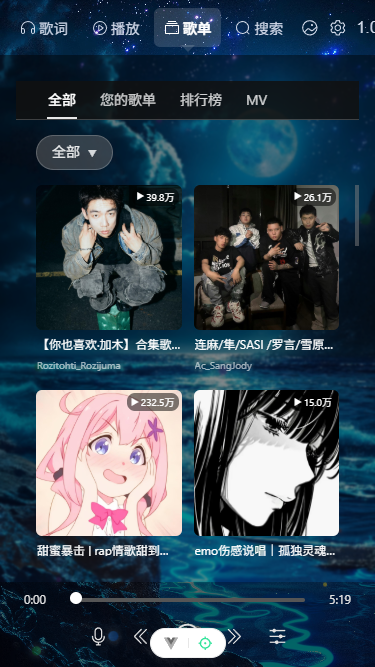 歌词 播放 歌单 搜索 1.0
全部 您的歌单 排行榜 MV
全部
39.8万
26.1万
【你也喜欢·加木】合集歌...
连麻/隼/SASI /罗言/雪原...
Rozitohti_Rozijuma
Ac_SangJody
232.5万
15.0万
甜蜜暴击 | rap情歌甜到...
emo伤感说唱｜孤独灵魂...
0:00
5:19